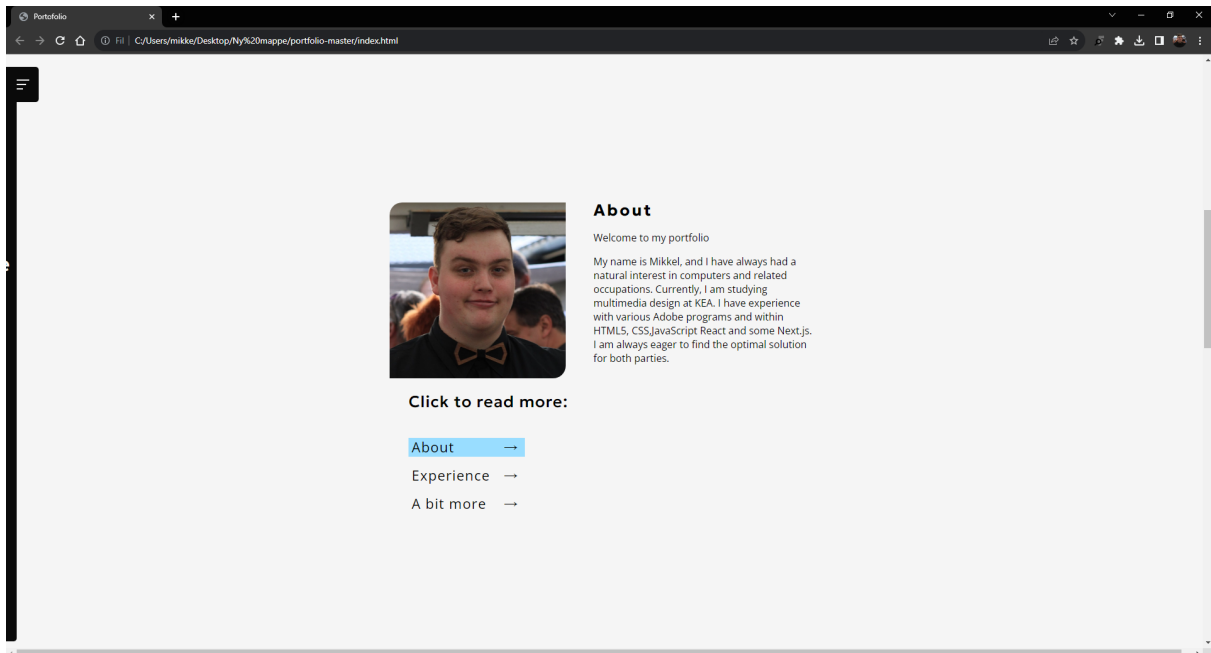 Portofolio
Fil C:/Users/mikke/Desktop/Ny%20mappe/portfolio-master/index.html
e
About
Welcome to my portfolio
My name is Mikkel, and I have always had a
natural interest in computers and related
occupations. Currently, I am studying
multimedia design at KEA. I have experience
with various Adobe programs and within
HTML5, CSS,JavaScript React and some Next.js.
I am always eager to find the optimal solution
for both parties.
Click to read more:
About →
Experience →
A bit more →